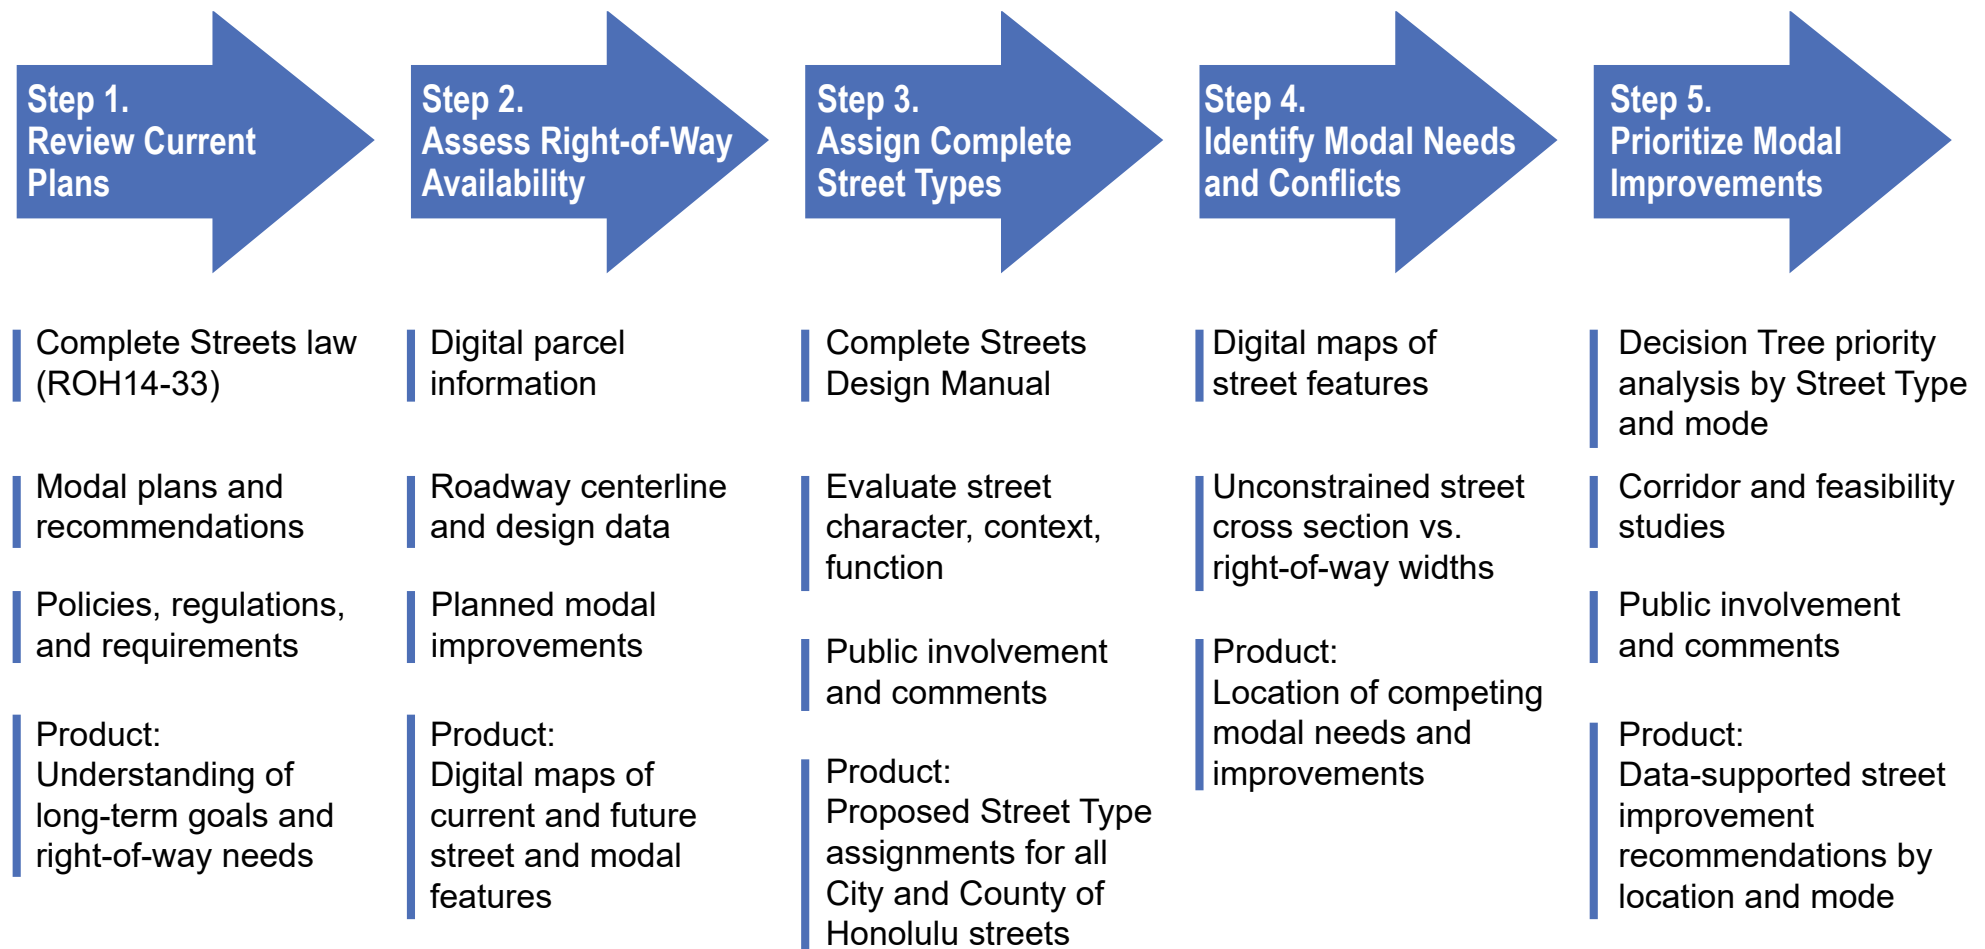 Step 1.
Review Current
Plans
Step 2.
Assess Right-of-Way
Availability
Step 3.
Assign Complete
Street Types
Step 4.
Identify Modal Needs
and Conflicts
Step 5.
Prioritize Modal
Improvements
Complete Streets law
(ROH14-33)
Modal plans and
recommendations
Policies, regulations,
and requirements
Product:
Understanding of
long-term goals and
right-of-way needs
Digital parcel
information
Roadway centerline
and design data
Planned modal
improvements
Product:
Digital maps of
current and future
street and modal
features
Complete Streets
Design Manual
Evaluate street
character, context,
function
Public involvement
and comments
Product:
Proposed Street Type
assignments for all
City and County of
Honolulu streets
Digital maps of
street features
Unconstrained street
cross section vs.
right-of-way widths
Product:
Location of competing
modal needs and
improvements
Decision Tree priority
analysis by Street Type
and mode
Corridor and feasibility
studies
Public involvement
and comments
Product:
Data-supported street
improvement
recommendations by
location and mode